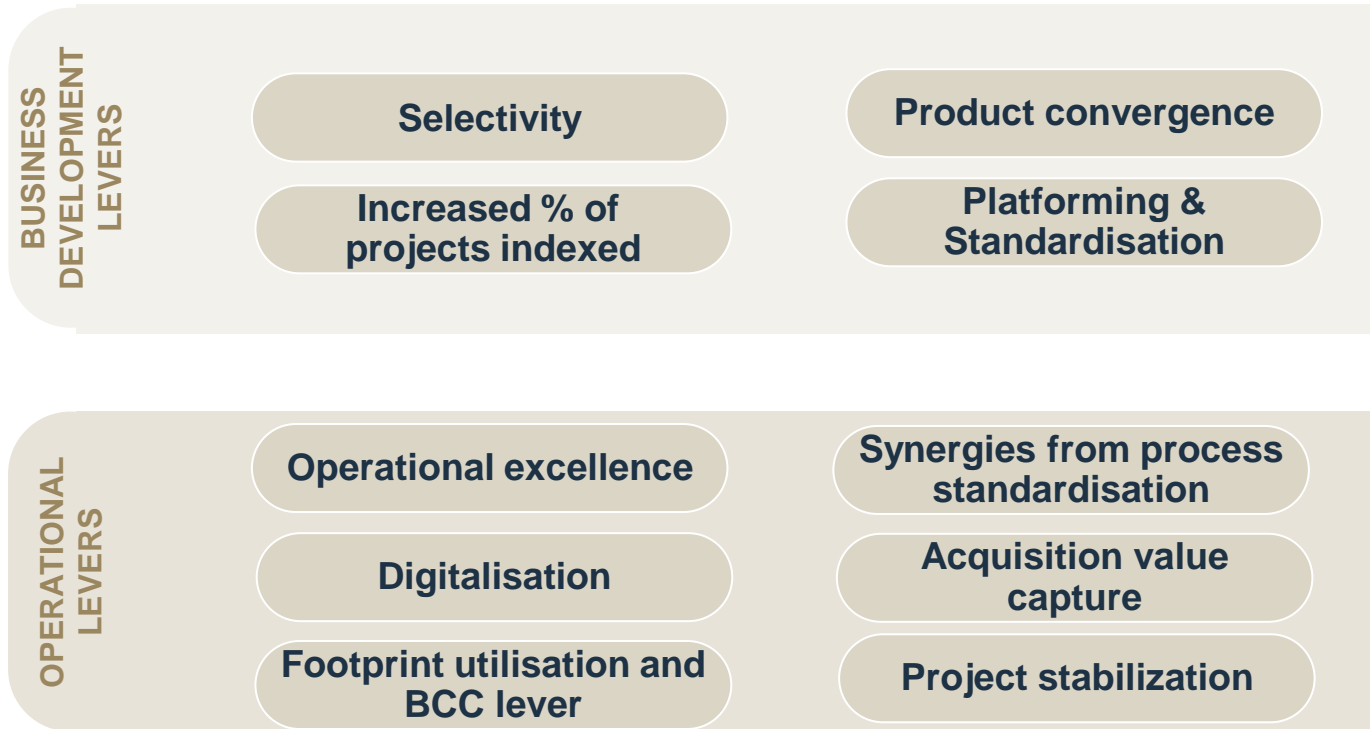 BUSINESS
DEVELOPMENT
LEVERS
Selectivity
Product convergence
Increased % of
projects indexed
Platforming &
Standardisation
OPERATIONAL
LEVERS
Operational excellence
Synergies from process
standardisation
Digitalisation
Acquisition value
capture
Footprint utilisation and
BCC lever
Project stabilization